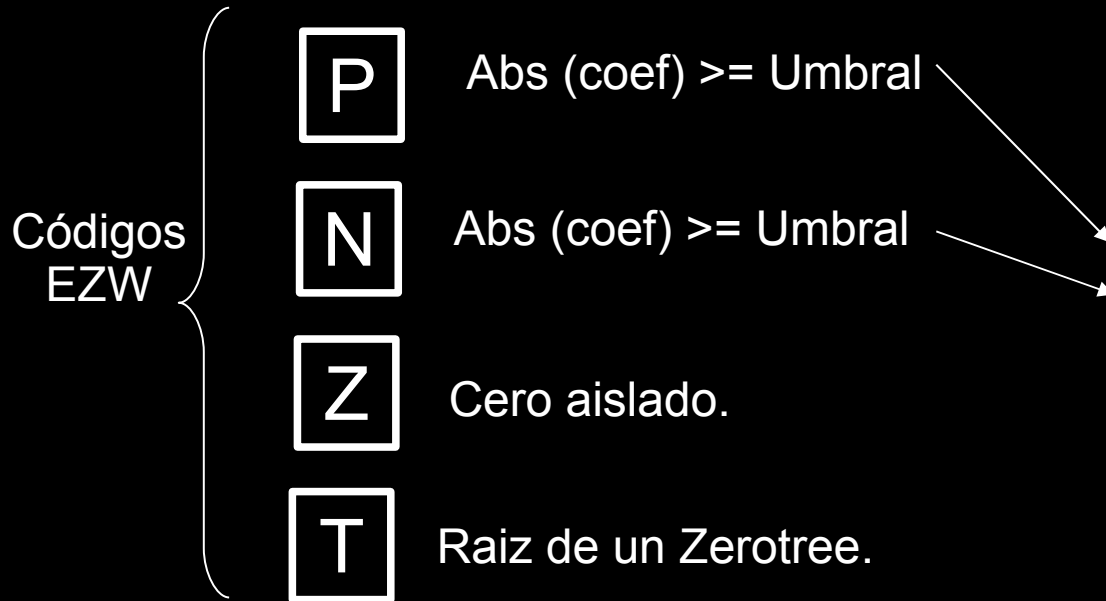 P Abs (coef) >= Umbral
N Abs (coef) >= Umbral
Códigos
EZW
Z Cero aislado.
T Raiz de un Zerotree.